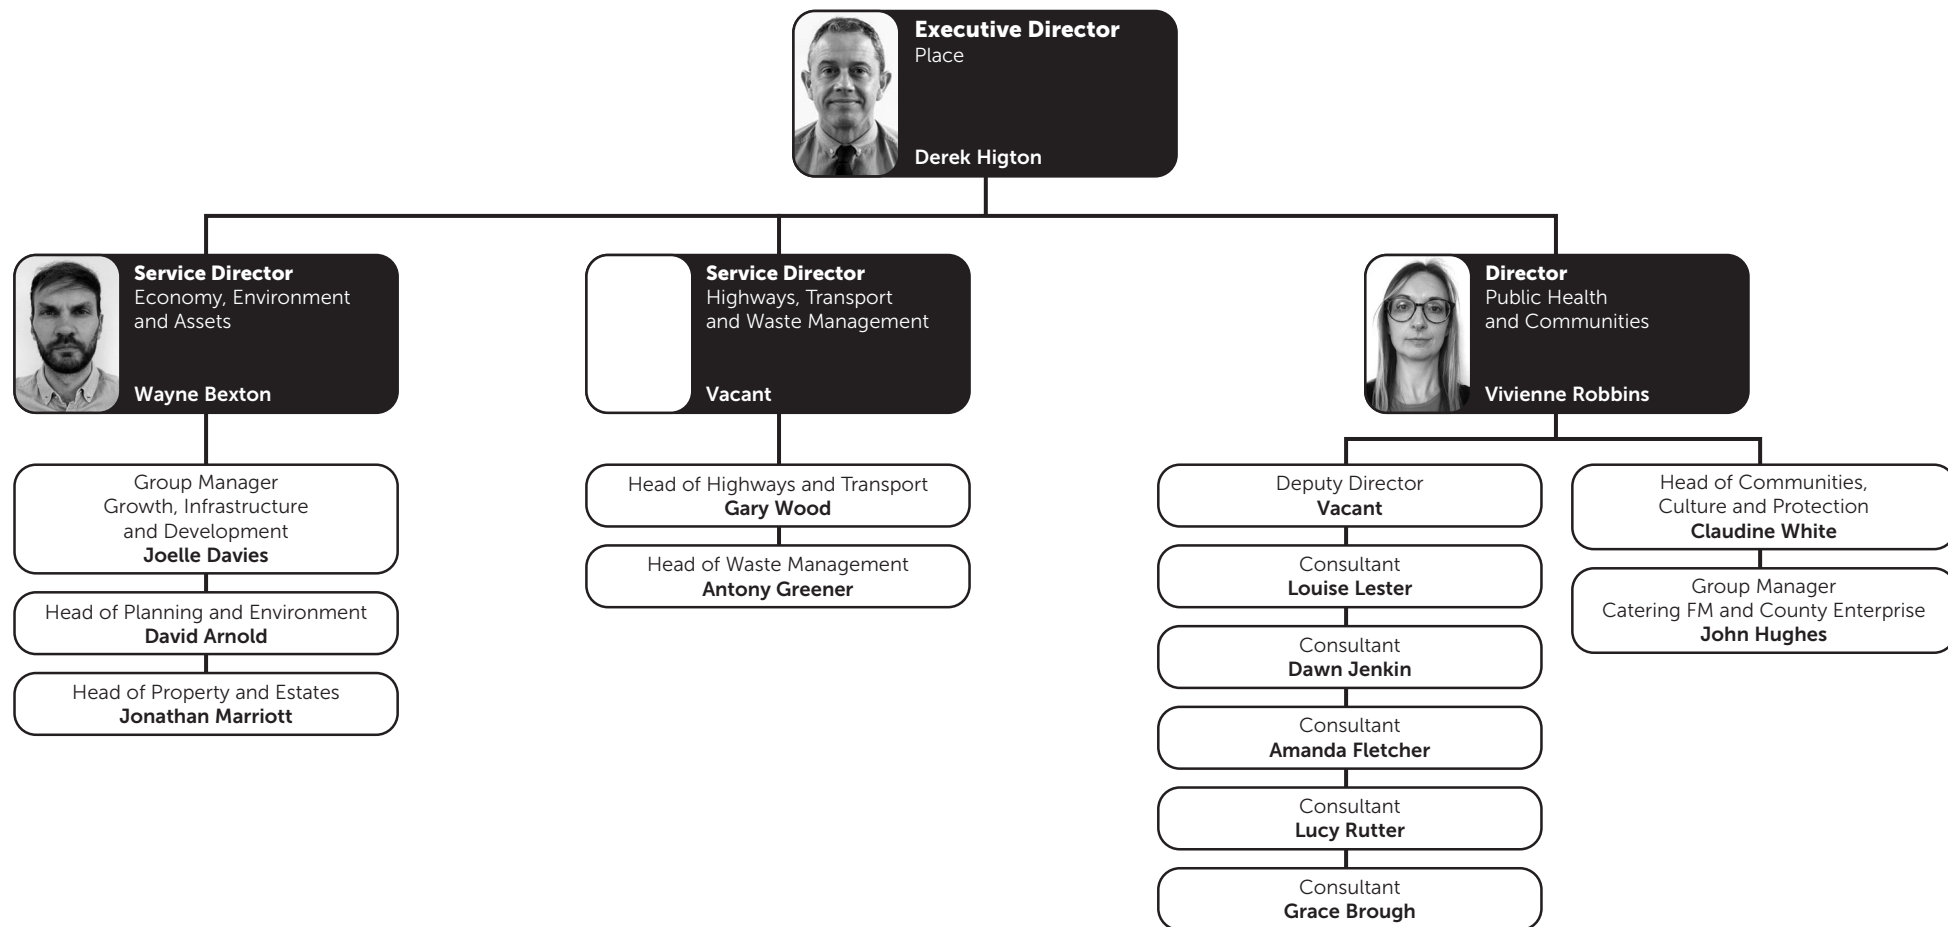 Executive Director
Place
Derek Higton
Service Director
Economy, Environment
and Assets
Wayne Bexton
Service Director
Highways, Transport
and Waste Management
Vacant
Director
Public Health
and Communities
Vivienne Robbins
Group Manager
Growth, Infrastructure
and Development
Joelle Davies
Head of Planning and Environment
David Arnold
Head of Property and Estates
Jonathan Marriott
Head of Highways and Transport
Gary Wood
Head of Waste Management
Antony Greener
Deputy Director
Vacant
Consultant
Louise Lester
Consultant
Dawn Jenkin
Consultant
Amanda Fletcher
Consultant
Lucy Rutter
Consultant
Grace Brough
Head of Communities,
Culture and Protection
Claudine White
Group Manager
Catering FM and County Enterprise
John Hughes